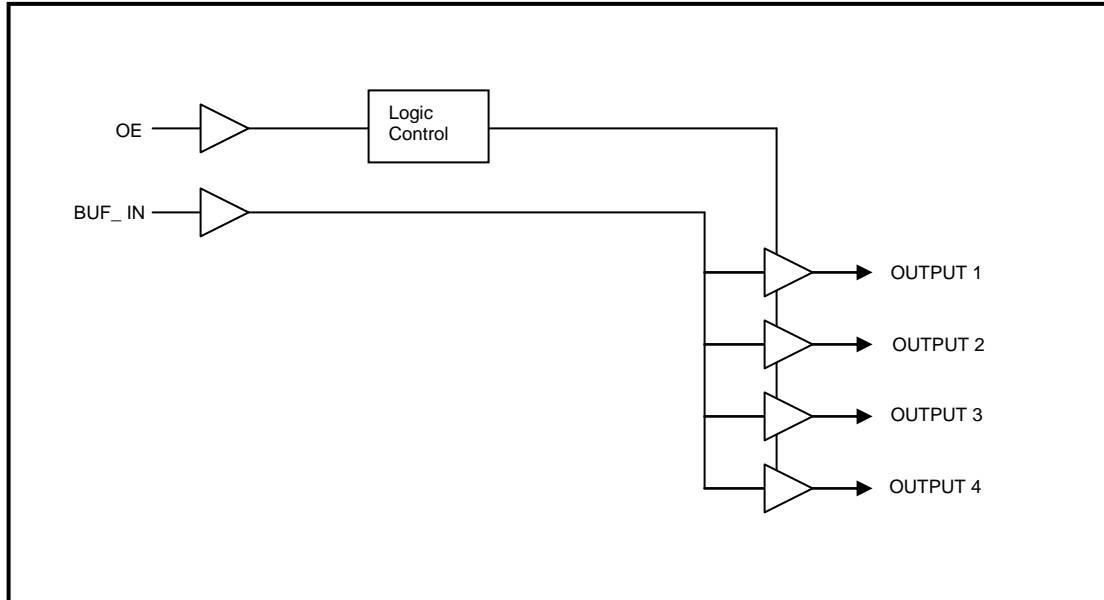 Logic
Control
OE
BUF_ IN
OUTPUT 1
OUTPUT 2
OUTPUT 3
OUTPUT 4